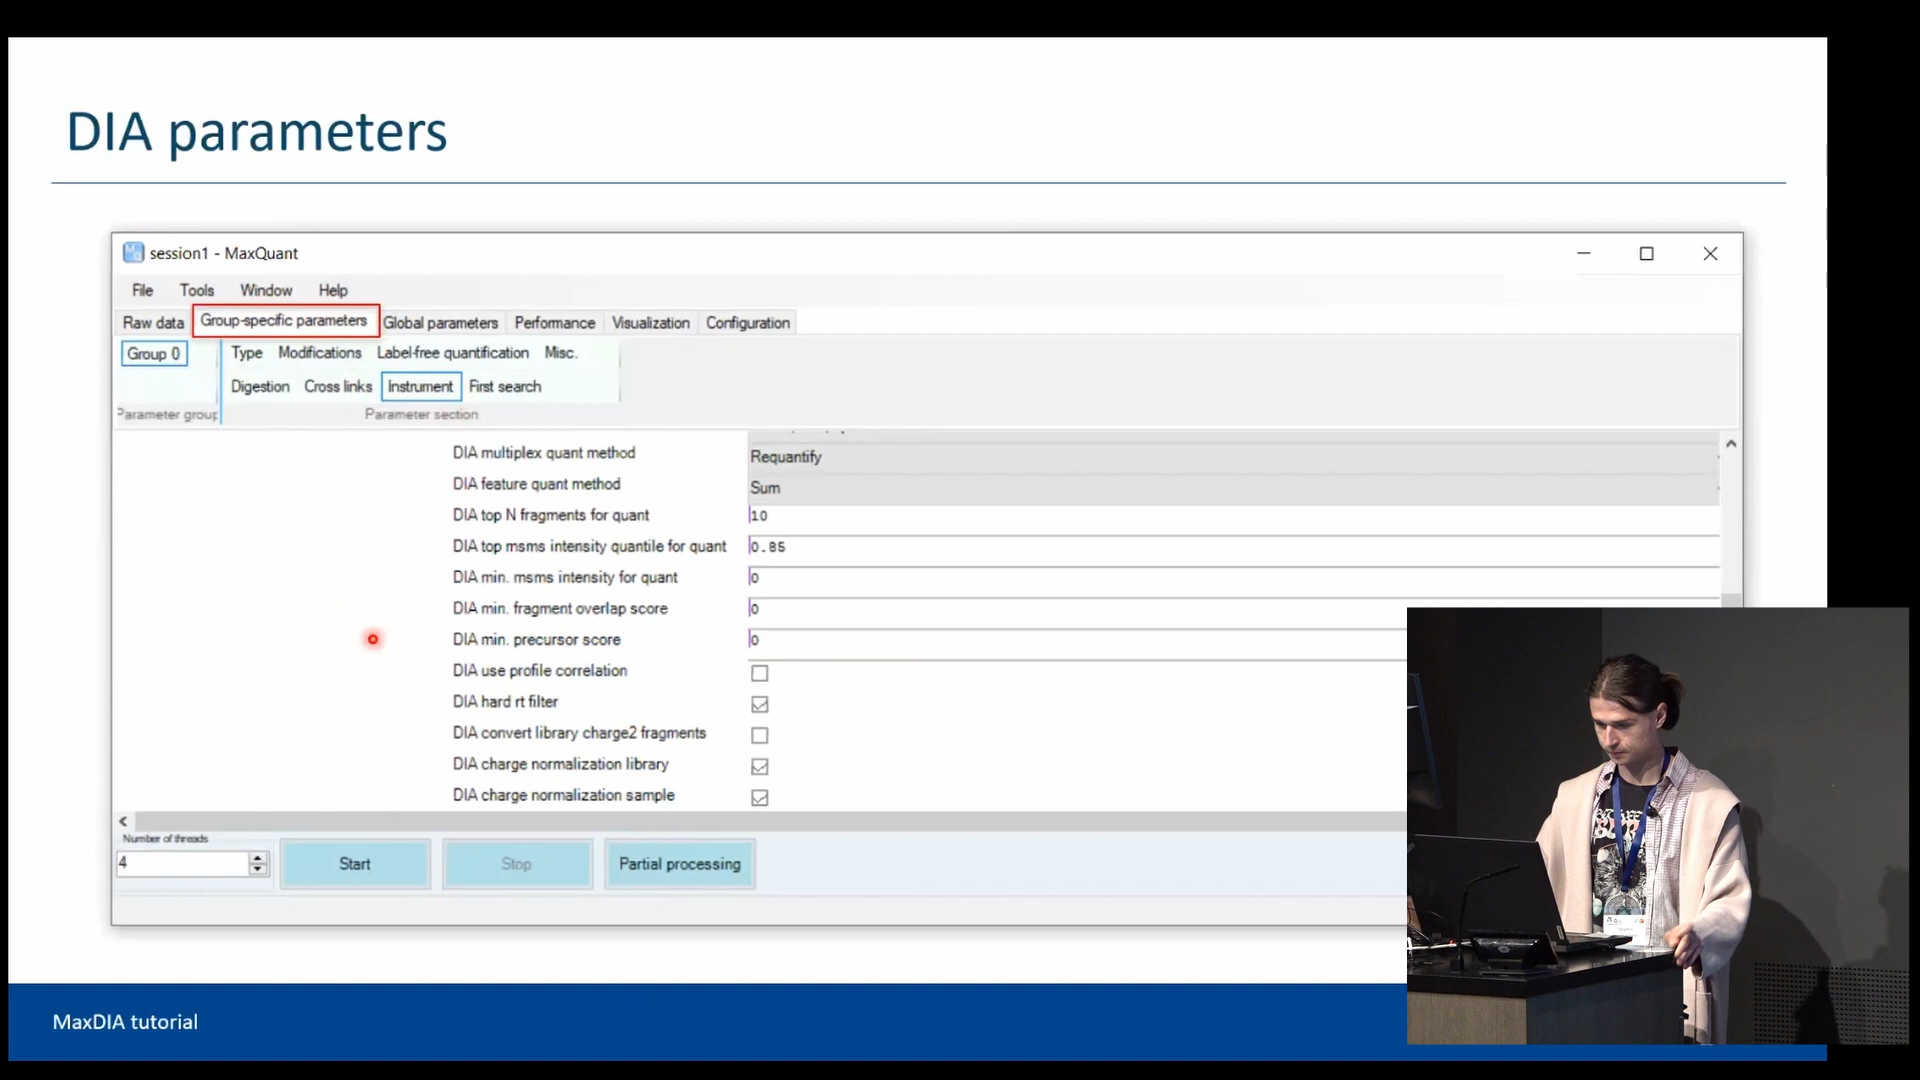 DIA parameters
session1 - MaxQuant
File Tools Window Help
Raw data Group-specific parameters Global parameters Performance Visualization Configuration
Group 0 Type Modifications Label-free quantification Misc.
Digestion Cross links Instrument First search
Parameter group Parameter section
DIA multiplex quant method Requantify
DIA feature quant method Sum
DIA top N fragments for quant 10
DIA top msms intensity quantile for quant 0.85
DIA min. msms intensity for quant 0
DIA min. fragment overlap score 0
DIA min. precursor score 0
DIA use profile correlation
DIA hard rt filter
DIA convert library charge2 fragments
DIA charge normalization library
DIA charge normalization sample
Number of threads
4 Start Stop Partial processing
MaxDIA tutorial